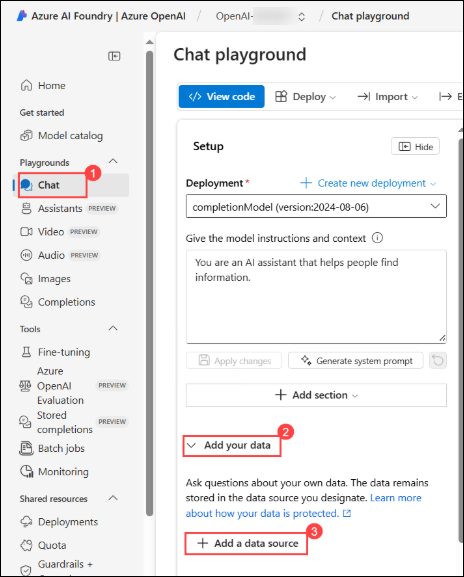 Azure AI Foundry | Azure OpenAI / OpenAI- / Chat playground
Home
Get started
Model catalog
Playgrounds
1
Chat
Assistants PREVIEW
Video PREVIEW
Audio PREVIEW
Images
Completions
Tools
Fine-tuning
Azure
OpenAI PREVIEW
Evaluation
Stored
completions PREVIEW
Batch jobs
Monitoring
Shared resources
Deployments
Quota
Guardrails +
Chat playground
</> View code
Deploy
Import
Setup
Hide
Deployment *
+ Create new deployment
completionModel (version:2024-08-06)
Give the model instructions and context
You are an AI assistant that helps people find
information.
Apply changes
Generate system prompt
+ Add section
2
Add your data
Ask questions about your own data. The data remains
stored in the data source you designate. Learn more
about how your data is protected.
3
+ Add a data source